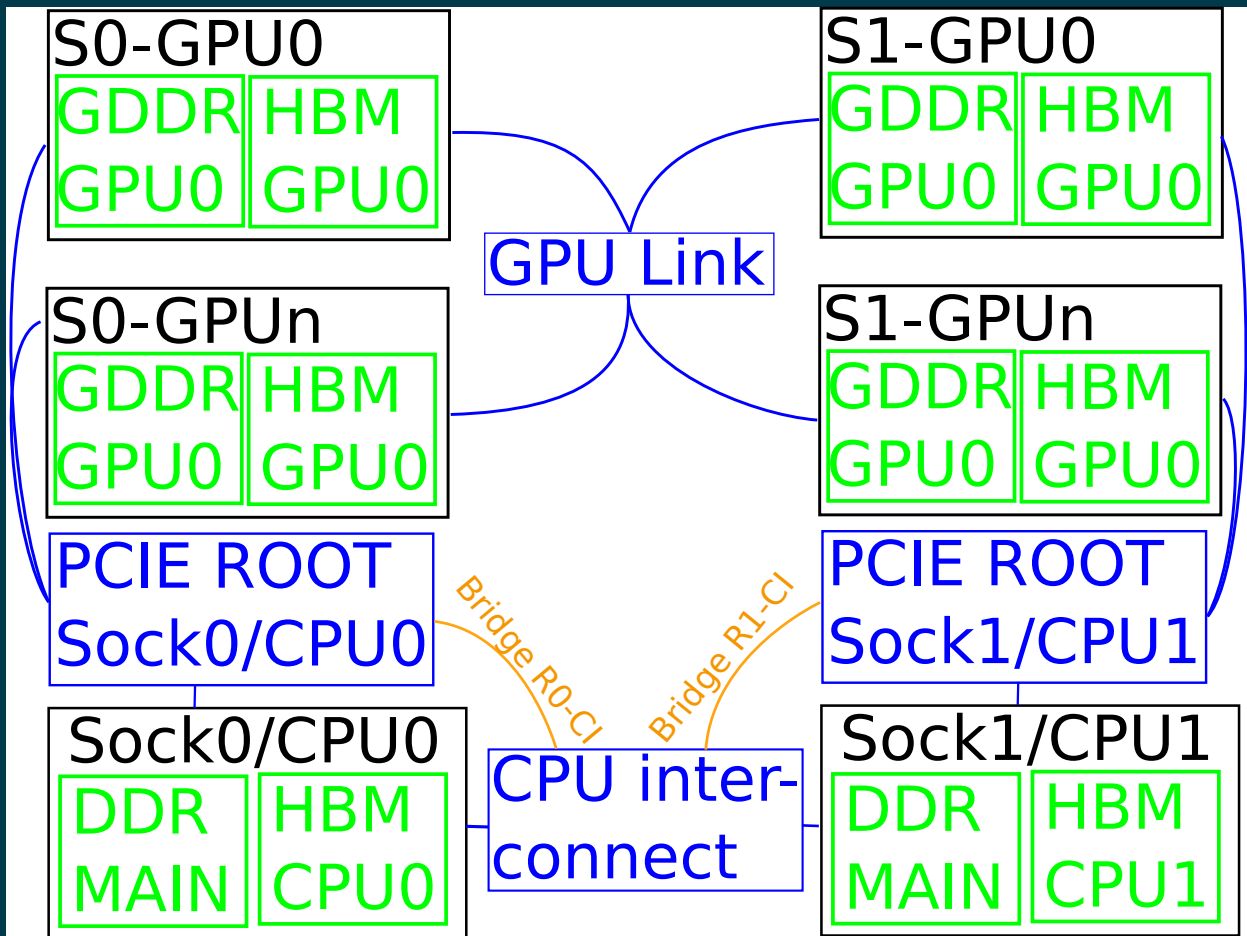 S0-GPU0
GDDR
GPU0
HBM
GPU0
S1-GPU0
GDDR
GPU0
HBM
GPU0
GPU Link
S0-GPUn
GDDR
GPU0
HBM
GPU0
S1-GPUn
GDDR
GPU0
HBM
GPU0
PCIE ROOT
Sock0/CPU0
Bridge R0-CI
Bridge R1-CI
PCIE ROOT
Sock1/CPU1
Sock0/CPU0
DDR
MAIN
HBM
CPU0
CPU inter-
connect
Sock1/CPU1
DDR
MAIN
HBM
CPU1